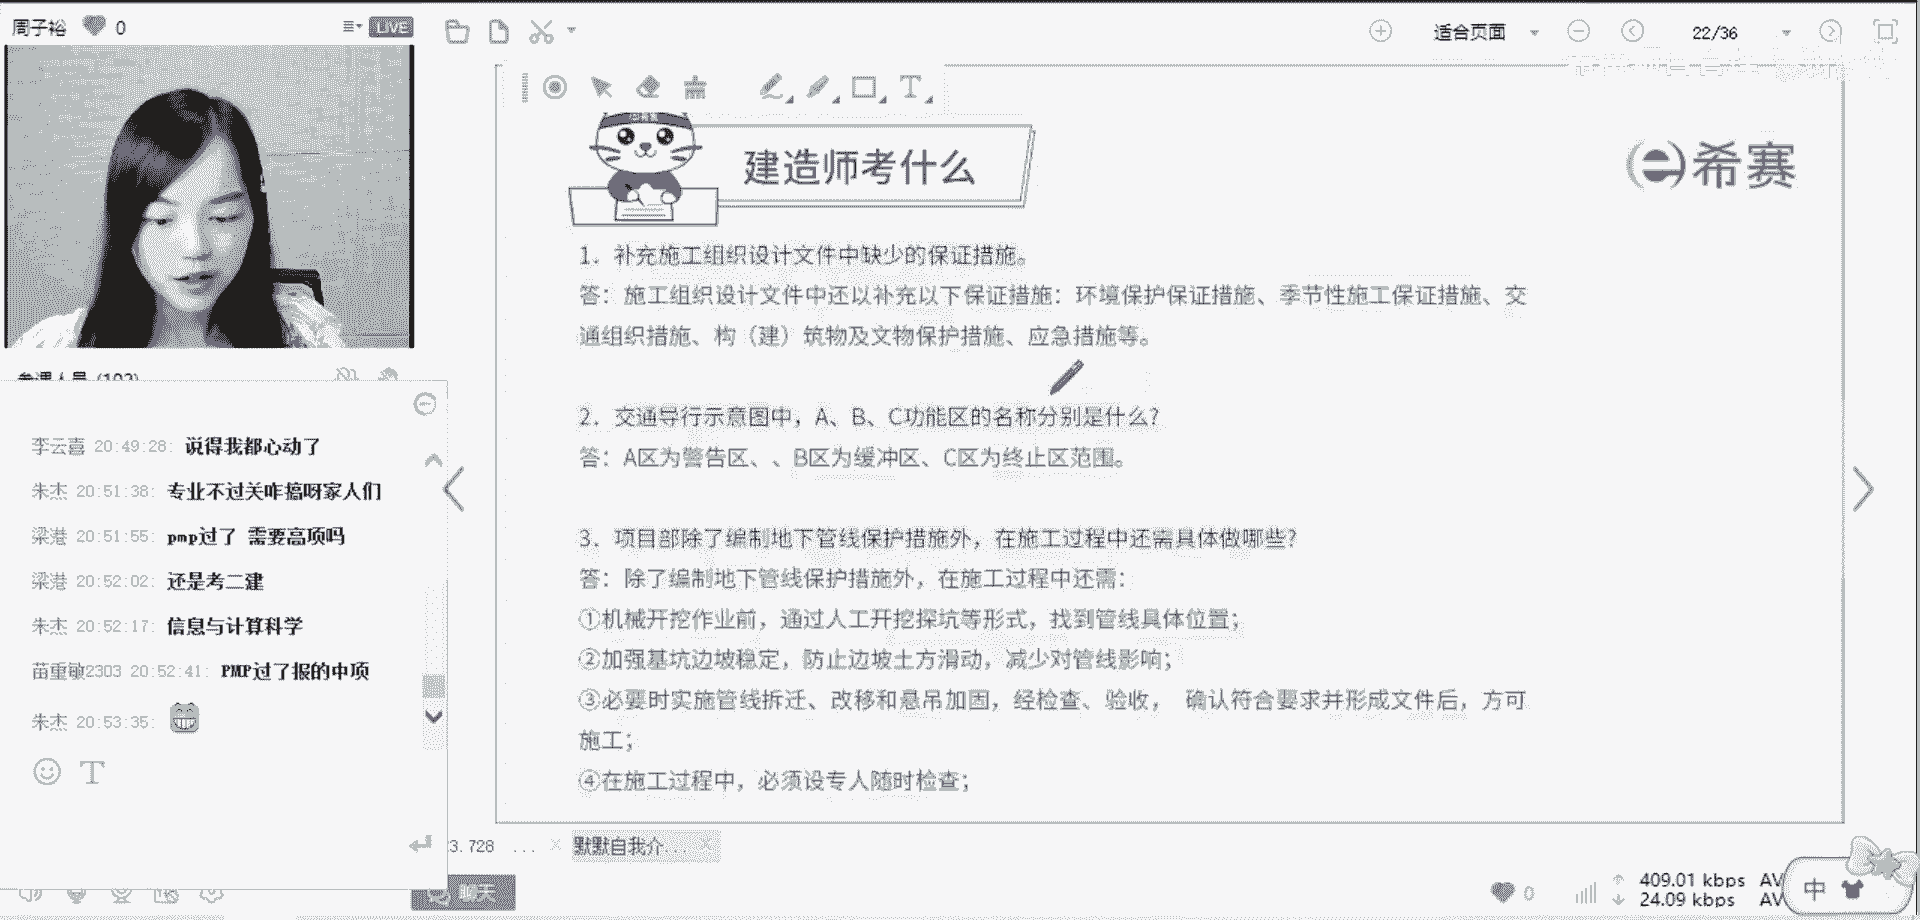 周子裕 0 LIVE
适合页面 22/36
建造师考什么
希赛
1. 补充施工组织设计文件中缺少的保证措施。
答：施工组织设计文件中还以补充以下保证措施：环境保护保证措施、季节性施工保证措施、交
通组织措施、构（建）筑物及文物保护措施、应急措施等。
2. 交通导行示意图中，A、B、C功能区的名称分别是什么？
答：A区为警告区、、B区为缓冲区、C区为终止区范围。
3. 项目部除了编制地下管线保护措施外，在施工过程中还需具体做哪些？
答：除了编制地下管线保护措施外，在施工过程中还需：
①机械开挖作业前，通过人工开挖探坑等形式，找到管线具体位置；
②加强基坑边坡稳定，防止边坡土方滑动，减少对管线影响；
③必要时实施管线拆迁、改移和悬吊加固，经检查、验收， 确认符合要求并形成文件后，方可
施工；
④在施工过程中，必须设专人随时检查；
李云喜 20:49:28: 说得我都心动了
朱杰 20:51:38: 专业不过关咋搞呀家人们
梁港 20:51:55: pmp过了 需要高项吗
梁港 20:52:02: 还是考二建
朱杰 20:52:17: 信息与计算科学
苗重敏2303 20:52:41: PMP过了报的中项
朱杰 20:53:35:
3.728 ... 默默自我介...
聊天
0 409.01 kbps AV
24.09 kbps AV
中